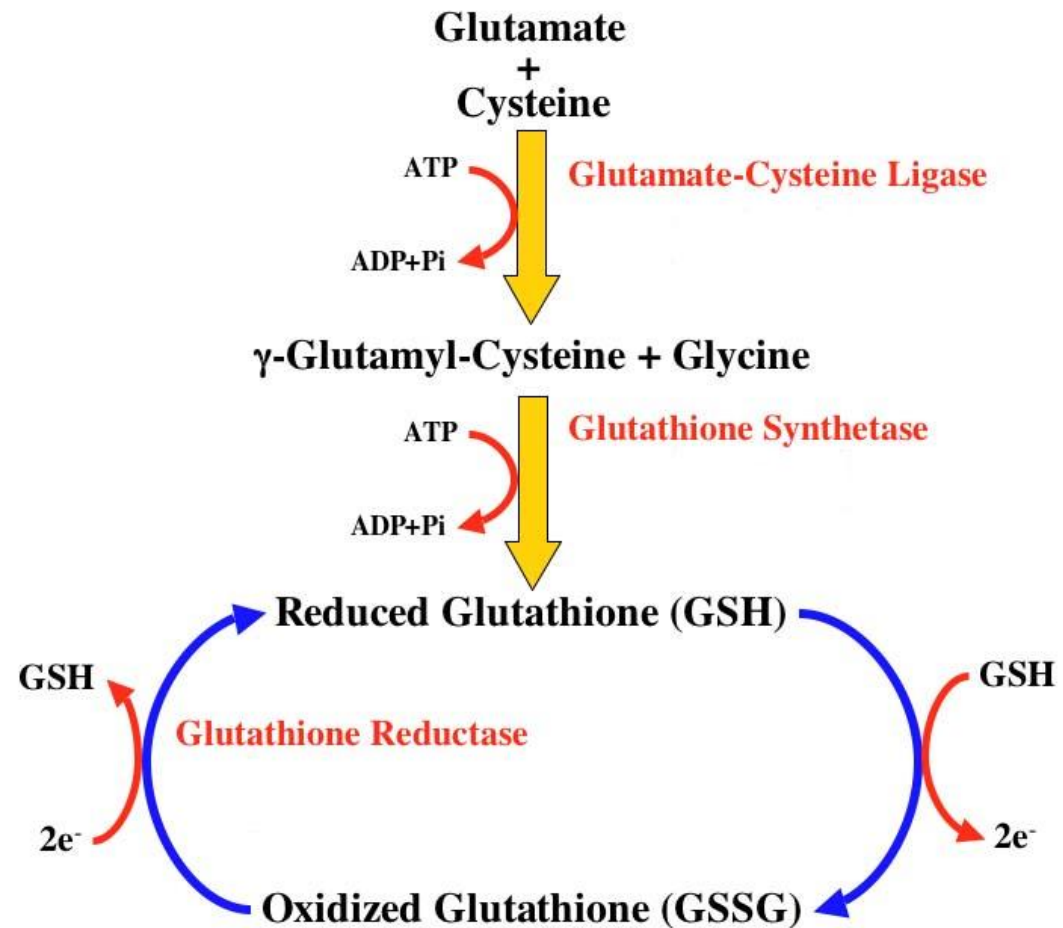 Glutamate
+
Cysteine
ATP
Glutamate-Cysteine Ligase
ADP+Pi
γ-Glutamyl-Cysteine + Glycine
ATP
Glutathione Synthetase
ADP+Pi
Reduced Glutathione (GSH)
GSH
GSH
Glutathione Reductase
2e⁻
2e⁻
Oxidized Glutathione (GSSG)